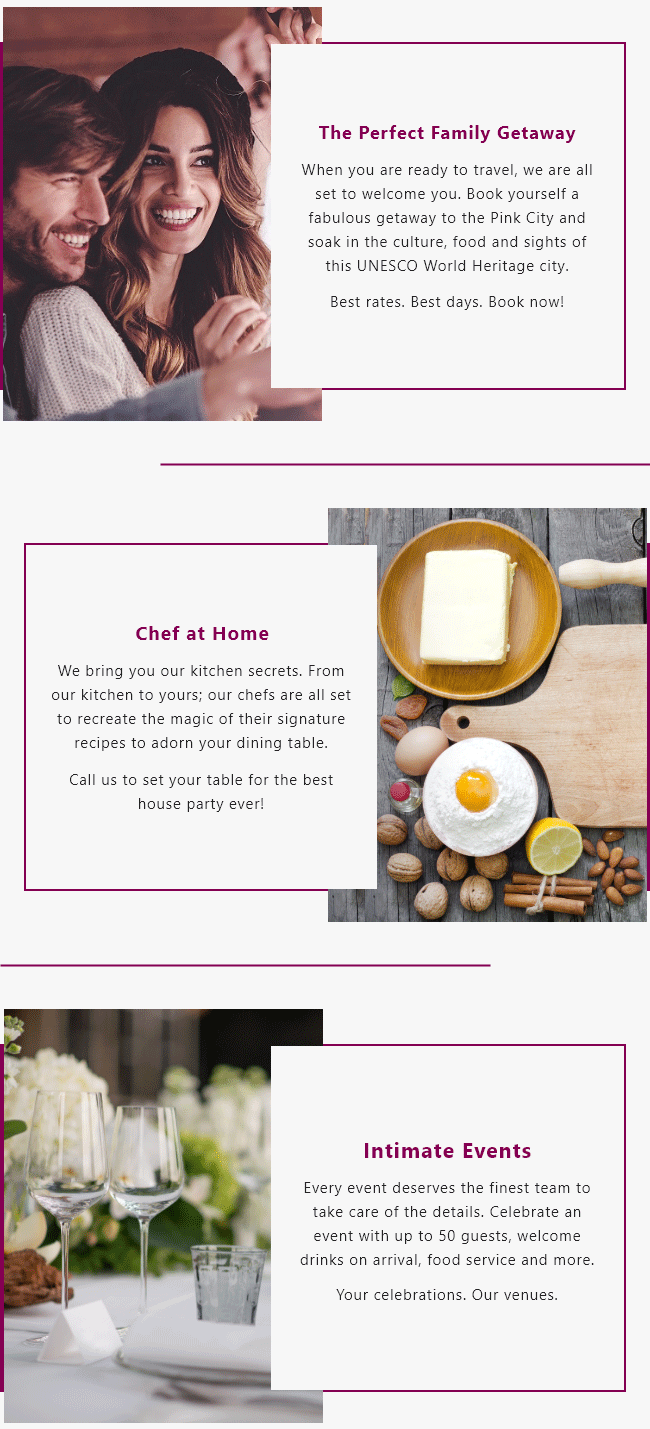 The Perfect Family Getaway
When you are ready to travel, we are all
set to welcome you. Book yourself a
fabulous getaway to the Pink City and
soak in the culture, food and sights of
this UNESCO World Heritage city.
Best rates. Best days. Book now!
Chef at Home
We bring you our kitchen secrets. From
our kitchen to yours; our chefs are all set
to recreate the magic of their signature
recipes to adorn your dining table.
Call us to set your table for the best
house party ever!
Intimate Events
Every event deserves the finest team to
take care of the details. Celebrate an
event with up to 50 guests, welcome
drinks on arrival, food service and more.
Your celebrations. Our venues.